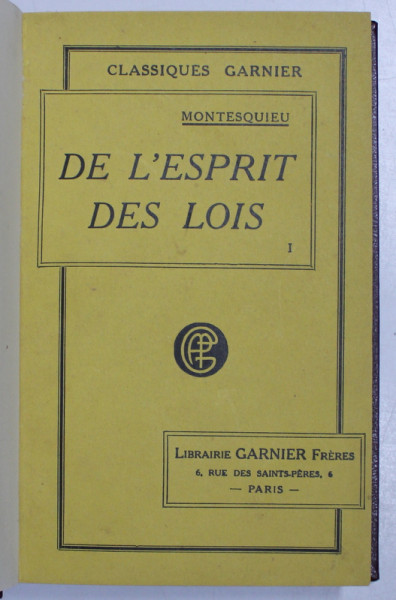 CLASSIQUES GARNIER
MONTESQUIEU
DE L'ESPRIT
DES LOIS
I
LIBRAIRIE GARNIER FRÈRES
6, RUE DES SAINTS-PÈRES, 6
— PARIS —